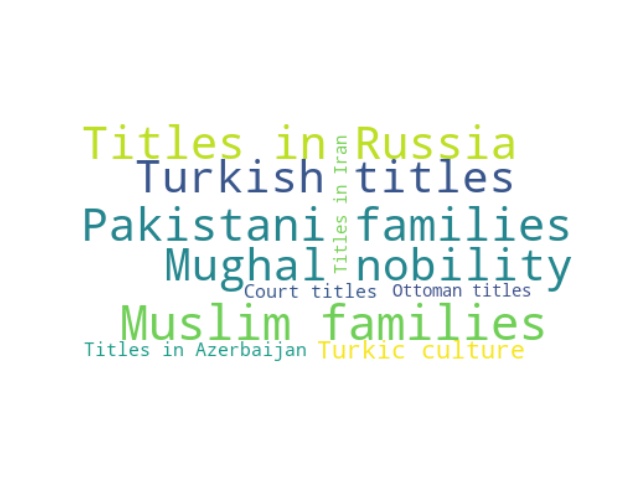 Titles in Russia
Titles in Iran
Turkish titles
Pakistani families
Mughal nobility
Court titles
Ottoman titles
Muslim families
Titles in Azerbaijan
Turkic culture